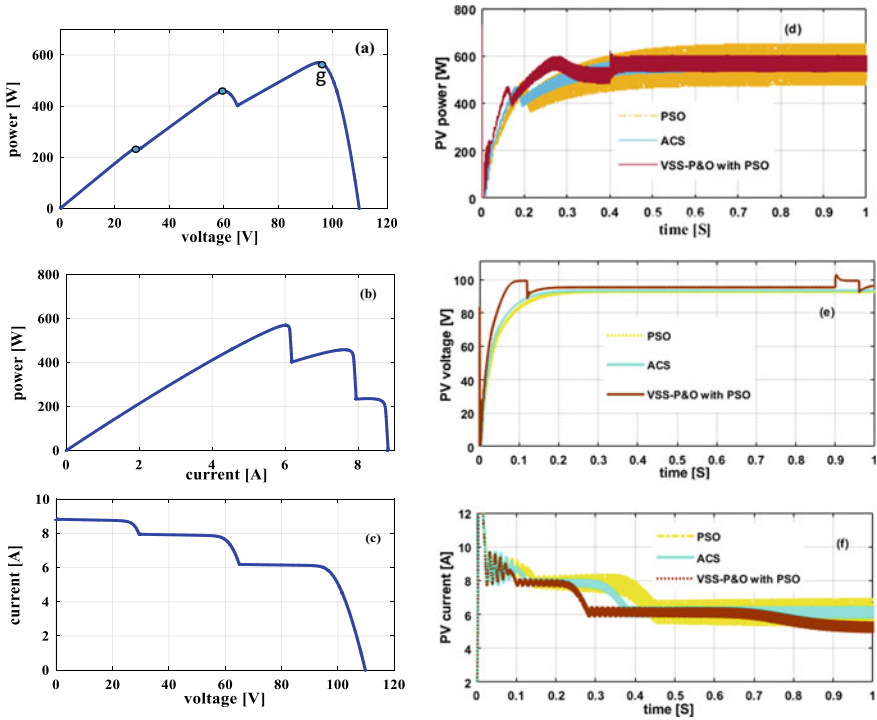 800
600
400
200
0
power [W]
(a)
g
0 20 40 60 80 100 120
voltage [V]
800
600
400
200
0
power [W]
(b)
0 2 4 6 8
current [A]
10
8
6
4
2
0
current [A]
(c)
0 20 40 60 80 100 120
voltage [V]
800
600
400
200
0
PV power [W]
(d)
PSO
ACS
VSS-P&O with PSO
0 0.1 0.2 0.3 0.4 0.5 0.6 0.7 0.8 0.9 1
time [S]
100
80
60
40
20
0
PV voltage [V]
(e)
PSO
ACS
VSS-P&O with PSO
0 0.1 0.2 0.3 0.4 0.5 0.6 0.7 0.8 0.9 1
time [S]
12
10
8
6
4
2
PV current [A]
(f)
PSO
ACS
VSS-P&O with PSO
0 0.1 0.2 0.3 0.4 0.5 0.6 0.7 0.8 0.9 1
time [S]